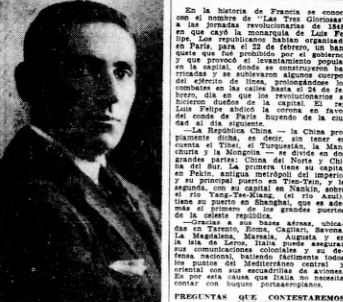 En la historia de Francia se conoce
con el nombre de "Las Tres Gloriosas"
a las jornadas revolucionarias de 1848
en que cayó la monarquía de Luis Fe
lipe. Los republicanos habían organizado
en París, para el 22 de febrero, un ban
quete que fué prohibido por el gobierno
y que provocó el levantamiento popular
en la capital, donde se construyeron ba
rricadas y se sublevaron algunos cuerpos
del ejército de línea, prolongándose los
combates en las calles hasta el 24 de fe
brero, día en que los revolucionarios se
hicieron dueños de la capital. El rey
Luis Felipe abdicó la corona en favor
del conde de París huyendo de la ciu
dad al día siguiente.
—La República China — la China pro
piamente dicha, es decir, sin tener en
cuenta el Tibet, el Turquestán, la Man
churia y la Mongolia — se divide en dos
grandes partes: China del Norte y Chi
na del Sur. La primera tiene su capital
en Pekín, antigua metrópoli del imperio
y su principal puerto en Tien-Tsin, y la
segunda, con su capital en Nankin, sobre
el río Yang-Tse-Kiang, (el río Azul)
tiene su puerto en Shanghai, que es ade
más el primero de los grandes puertos
de la celeste república.
—Gracias a sus bases aéreas, ubica
das en Tarento, Roma, Cagliari, Savona,
La Magdalena, Marsala, Augusta y en
la isla de Leros, Italia puede asegurar
sus comunicaciones coloniales y su de
fensa nacional, batiendo fácilmente todos
los puntos del Mediterráneo central y
oriental con sus escuadrillas de aviones.
Es por esta causa que Italia no necesita
contar con buques portaaeroplanos.
PREGUNTAS QUE CONTESTAREMOS